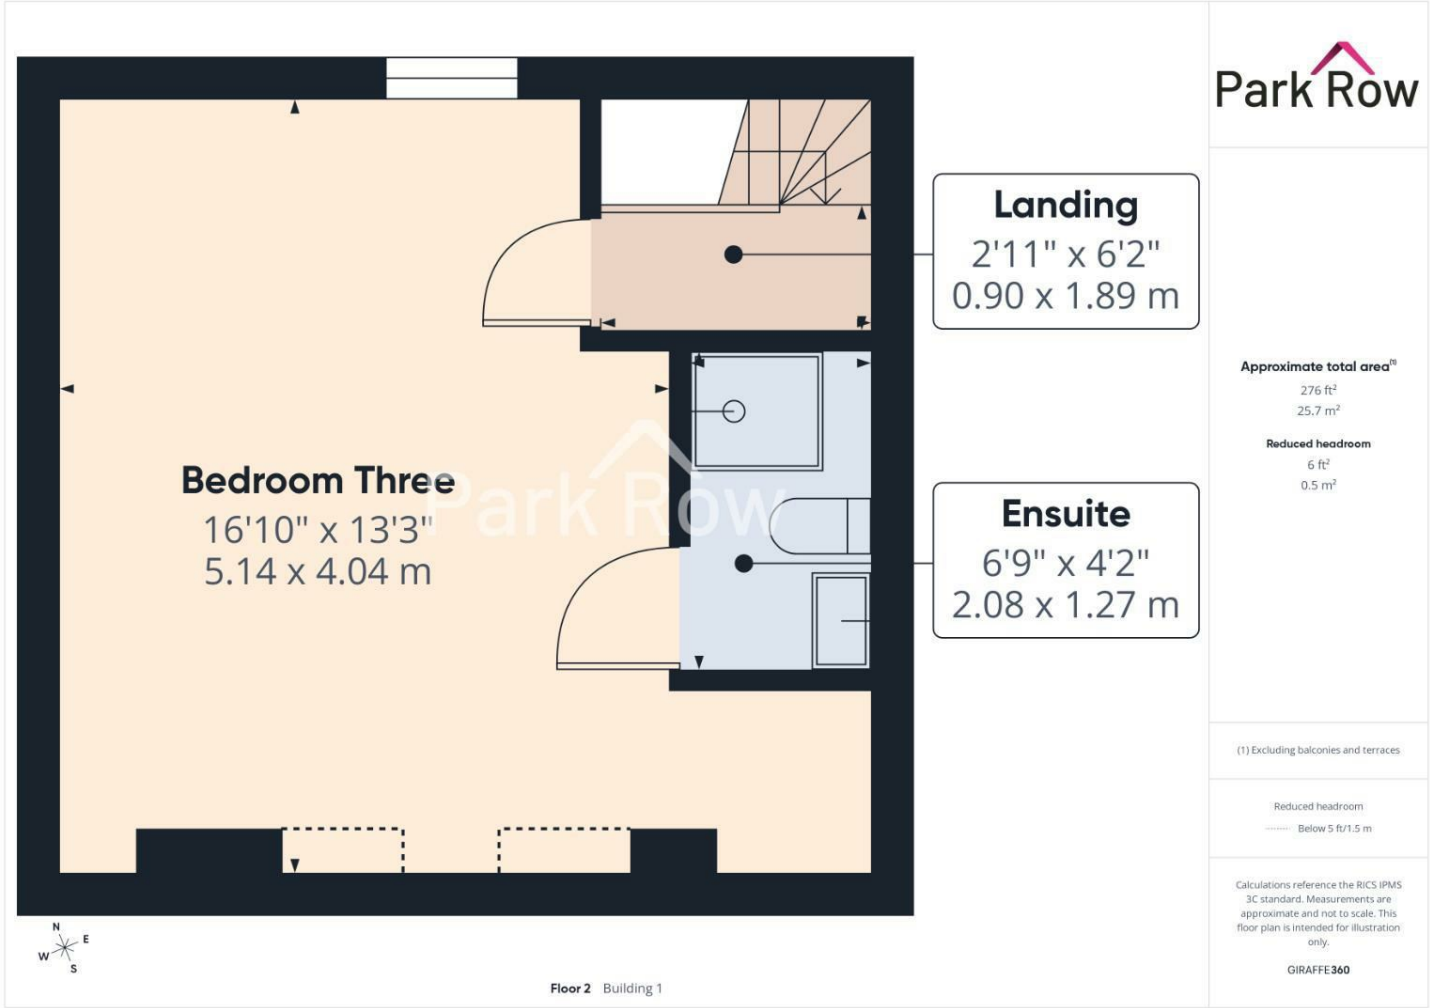 Park Row
Landing
2'11" x 6'2"
0.90 x 1.89 m
Bedroom Three
16'10" x 13'3"
5.14 x 4.04 m
Park Row
Ensuite
6'9" x 4'2"
2.08 x 1.27 m
Approximate total area(1)
276 ft²
25.7 m²
Reduced headroom
6 ft²
0.5 m²
(1) Excluding balconies and terraces
Reduced headroom
Below 5 ft/1.5 m
Calculations reference the RICS IPMS
3C standard. Measurements are
approximate and not to scale. This
floor plan is intended for illustration
only.
GIRAFFE360
N
E
W
S
Floor 2 Building 1